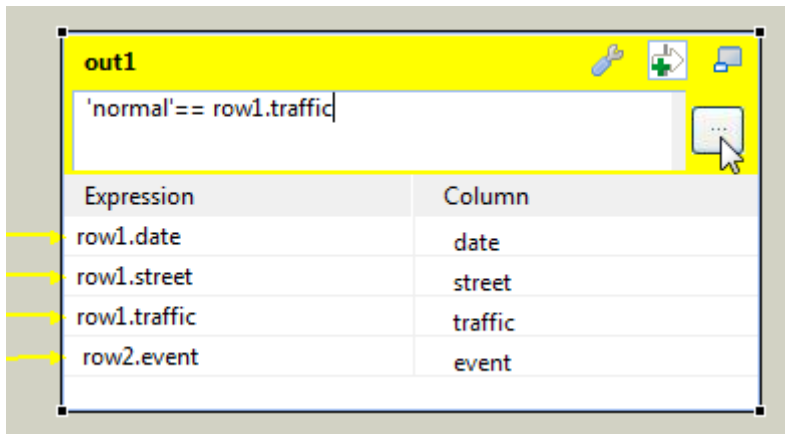 out1
'normal'== row1.traffic
...
Expression Column
row1.date date
row1.street street
row1.traffic traffic
row2.event event